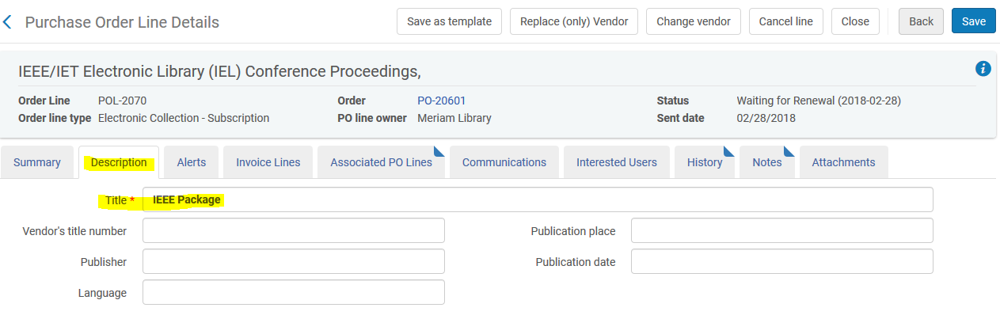 Purchase Order Line Details Save as template Replace (only) Vendor Change vendor Cancel line Close Back Save
IEEE/IET Electronic Library (IEL) Conference Proceedings,
Order Line POL-2070 Order PO-20601 Status Waiting for Renewal (2018-02-28)
Order line type Electronic Collection - Subscription PO line owner Meriam Library Sent date 02/28/2018
Summary Description Alerts Invoice Lines Associated PO Lines Communications Interested Users History Notes Attachments
Title * IEEE Package
Vendor's title number Publication place
Publisher Publication date
Language